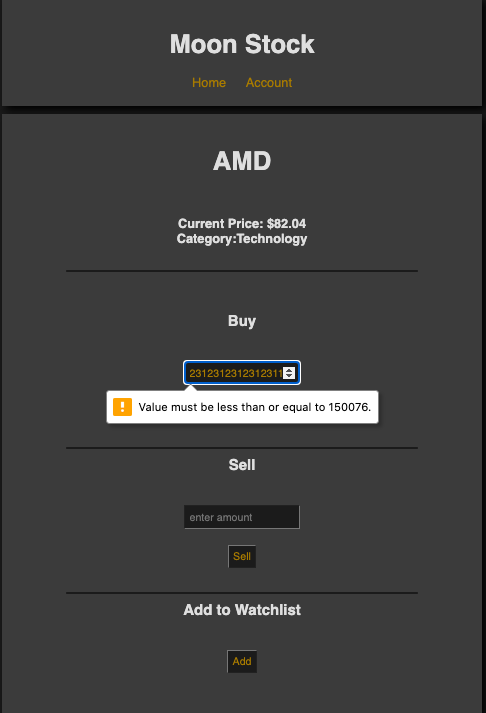 Moon Stock
Home Account
AMD
Current Price: $82.04
Category:Technology
Buy
2312312312312311
Value must be less than or equal to 150076.
Sell
enter amount
Sell
Add to Watchlist
Add